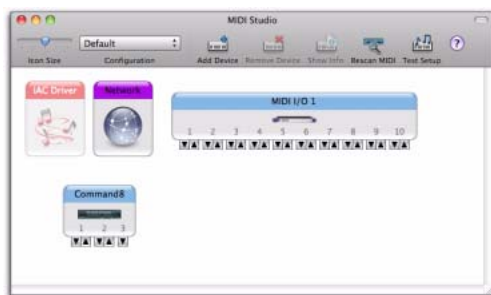 MIDI Studio
Default
Icon Size Configuration Add Device Remove Device Show Info Rescan MIDI Test Setup ?
IAC Driver Network MIDI I/O 1
1 2 3 4 5 6 7 8 9 10
Command8
1 2 3